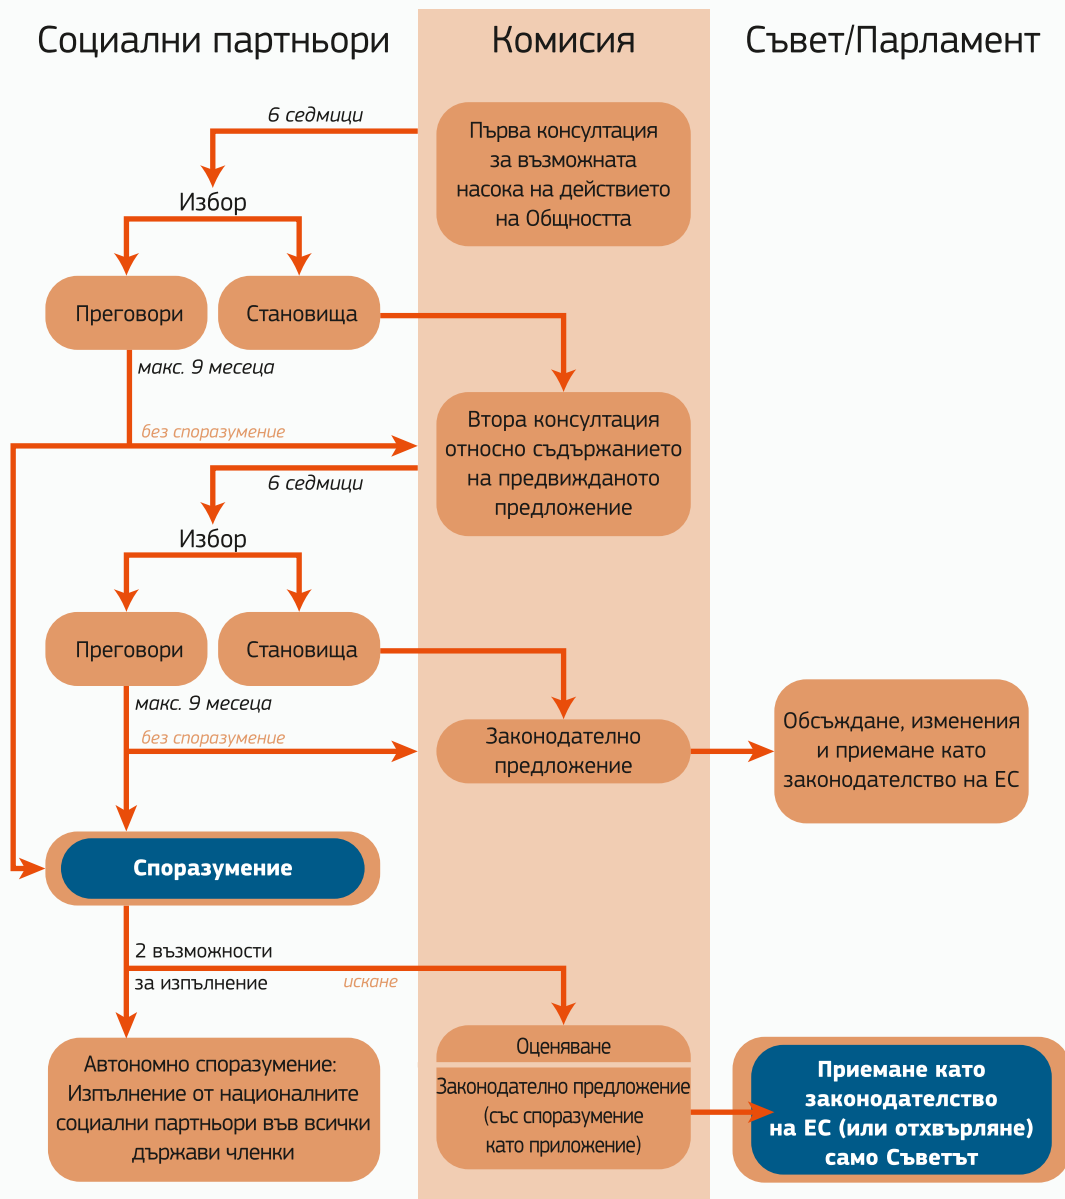 Социални партньори
Комисия
Съвет/Парламент
6 седмици
Първа консултация
за възможната
насока на действието
на Общността
Избор
Преговори
Становища
макс. 9 месеца
без споразумение
Втора консултация
относно съдържанието
на предвижданото
предложение
6 седмици
Избор
Преговори
Становища
макс. 9 месеца
без споразумение
Законодателно
предложение
Обсъждане, изменения
и приемане като
законодателство на ЕС
Споразумение
2 възможности
за изпълнение
искане
Автономно споразумение:
Изпълнение от националните
социални партньори във всички
държави членки
Оценяване
Законодателно предложение
(със споразумение
като приложение)
Приемане като
законодателство
на ЕС (или отхвърляне)
само Съветът